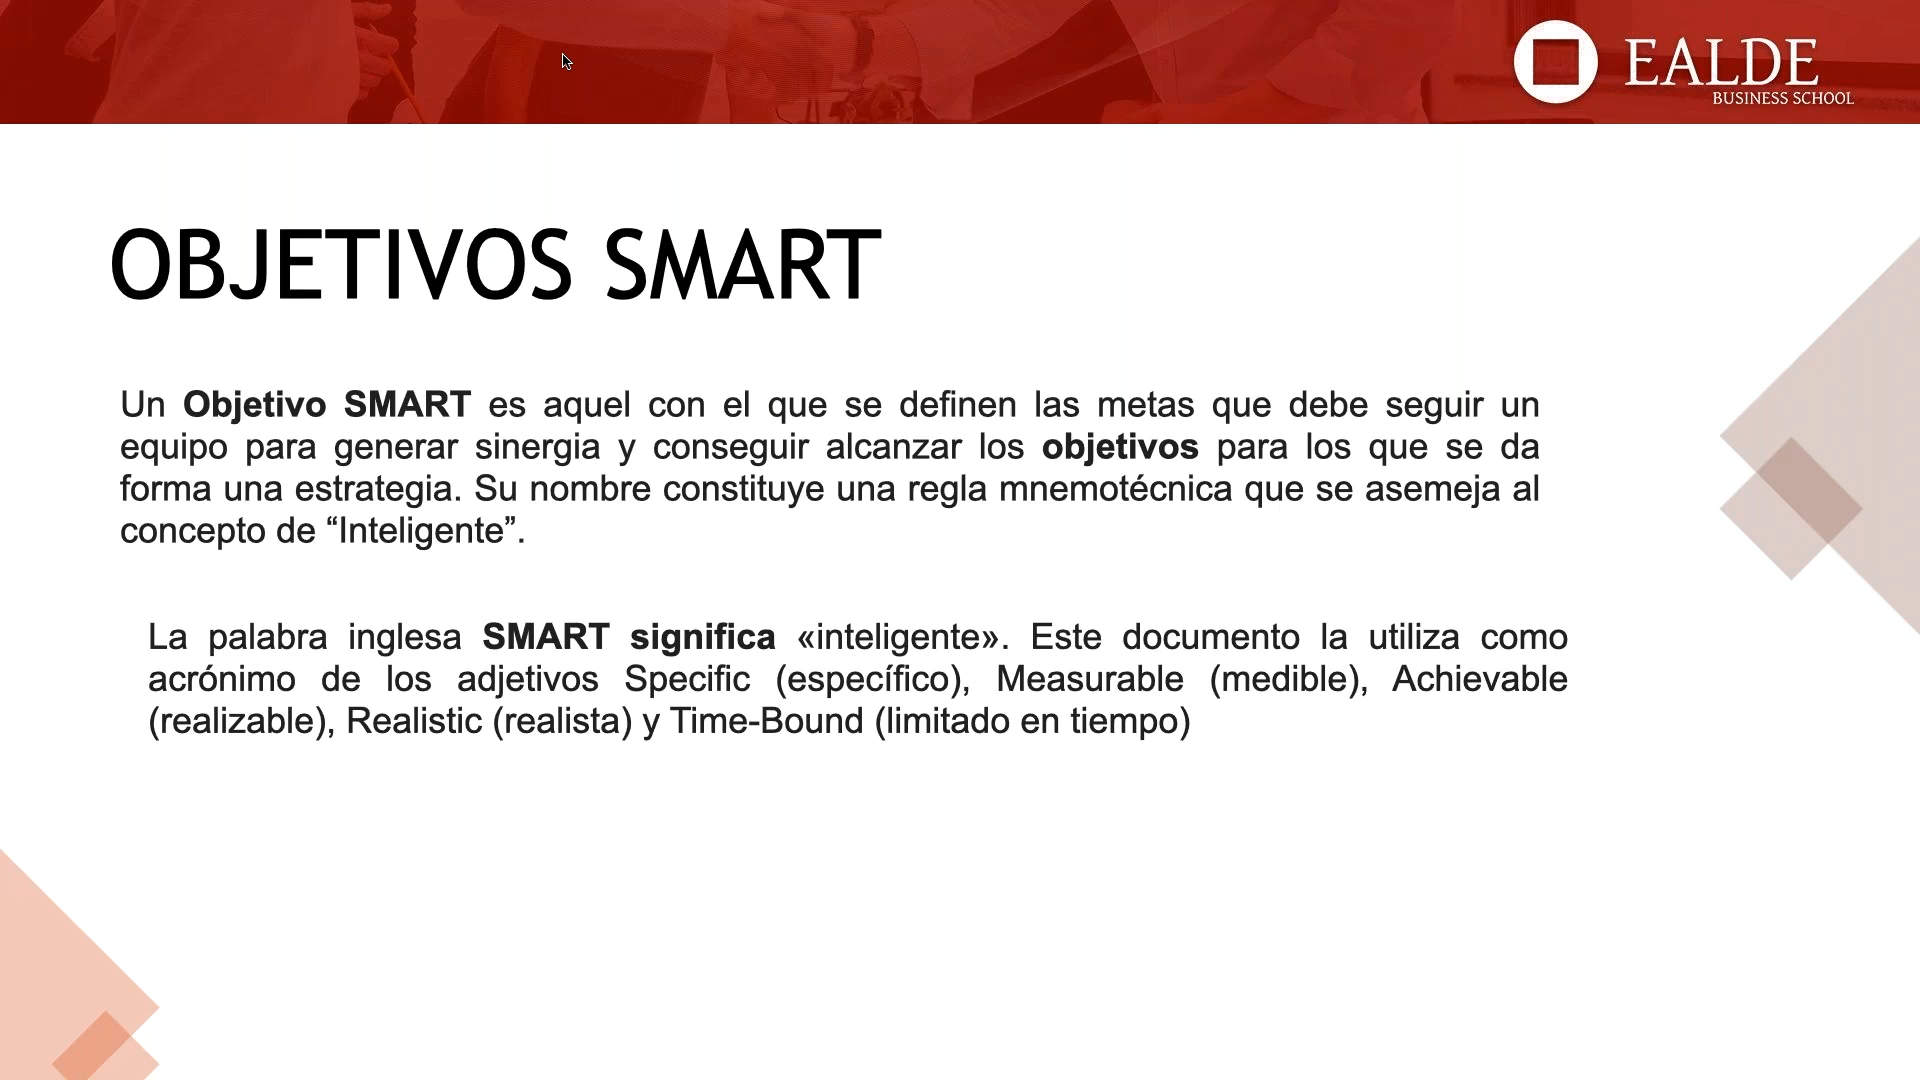 EALDE
BUSINESS SCHOOL
OBJETIVOS SMART
Un Objetivo SMART es aquel con el que se definen las metas que debe seguir un
equipo para generar sinergia y conseguir alcanzar los objetivos para los que se da
forma una estrategia. Su nombre constituye una regla mnemotécnica que se asemeja al
concepto de “Inteligente”.
La palabra inglesa SMART significa «inteligente». Este documento la utiliza como
acrónimo de los adjetivos Specific (específico), Measurable (medible), Achievable
(realizable), Realistic (realista) y Time-Bound (limitado en tiempo)